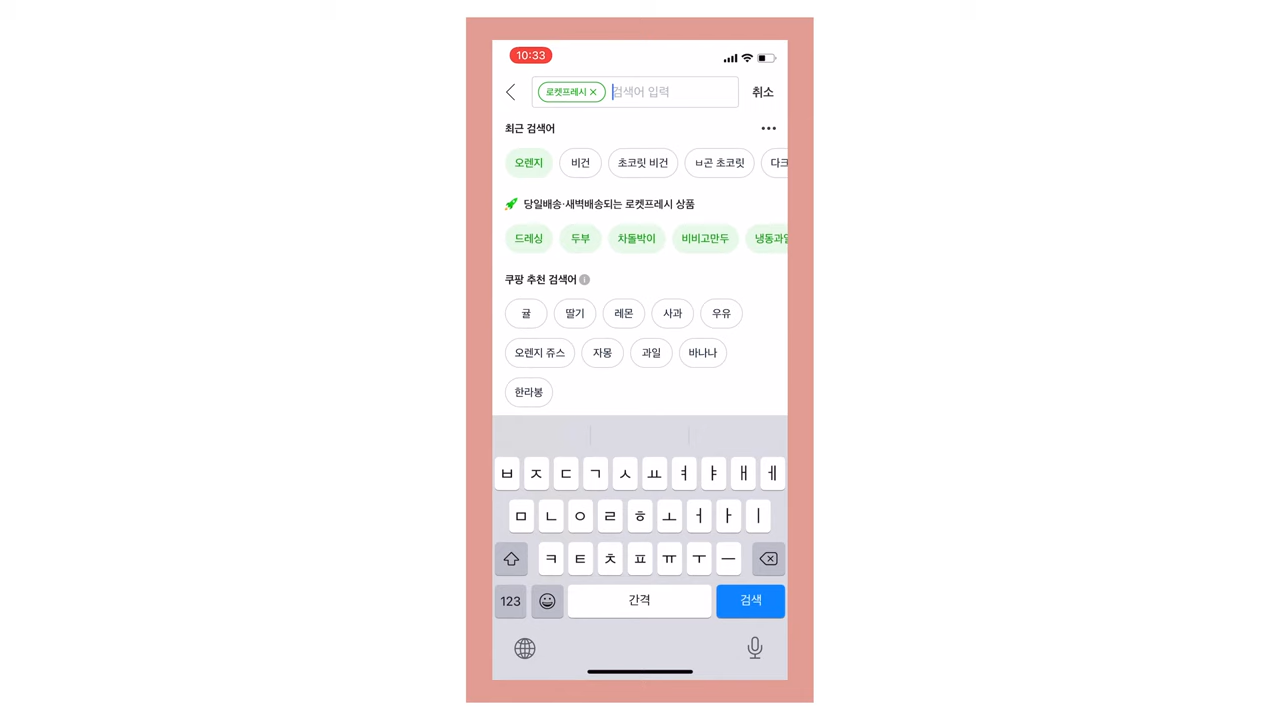 10:33
로켓프레시 × 검색어 입력 취소
최근 검색어
오렌지 비건 초코릿 비건 ㅂ곤 초코릿 다크
당일배송·새벽배송되는 로켓프레시 상품
드레싱 두부 차돌박이 비비고만두
쿠팡 추천 검색어
귤 딸기 레몬 사과 우유
오렌지 쥬스 자몽 과일 바나나
한라봉
ㅂ ㅈ ㄷ ㄱ ㅅ ㅛ ㅕ ㅑ ㅐ ㅔ
ㅁ ㄴ ㅇ ㄹ ㅎ ㅗ ㅓ ㅏ ㅣ
ㅋ ㅌ ㅊ ㅍ ㅠ ㅜ ㅡ
123 간격 검색